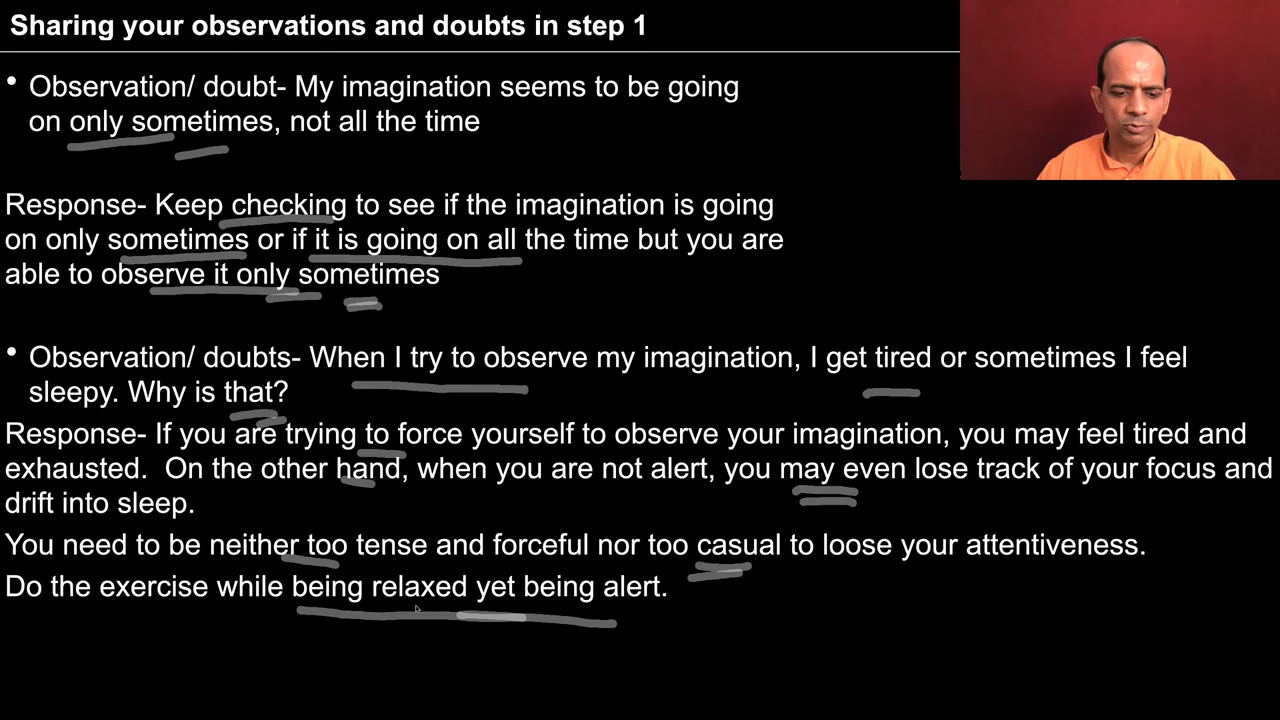 Sharing your observations and doubts in step 1
• Observation/ doubt- My imagination seems to be going
on only sometimes, not all the time
Response- Keep checking to see if the imagination is going
on only sometimes or if it is going on all the time but you are
able to observe it only sometimes
• Observation/ doubts- When I try to observe my imagination, I get tired or sometimes I feel
sleepy. Why is that?
Response- If you are trying to force yourself to observe your imagination, you may feel tired and
exhausted.  On the other hand, when you are not alert, you may even lose track of your focus and
drift into sleep.
You need to be neither too tense and forceful nor too casual to loose your attentiveness.
Do the exercise while being relaxed yet being alert.